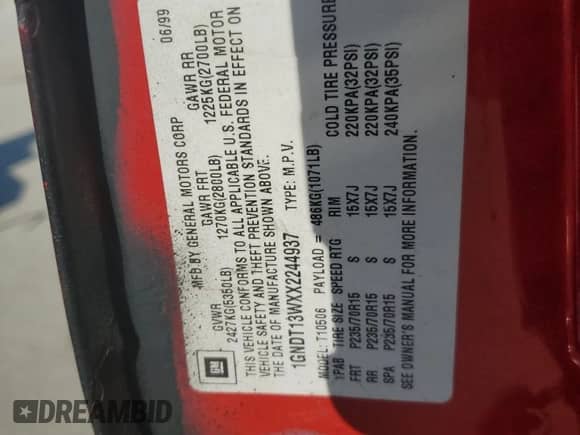 MFD.BY GENERAL MOTORS CORP 06/99
GVWR GAWR FRT GAWR RR
2427KG(5350LB) 1270KG(2800LB) 1225KG(2700LB)
THIS VEHICLE CONFORMS TO ALL APPLICABLE U.S. FEDERAL MOTOR
VEHICLE SAFETY AND THEFT PREVENTION STANDARDS IN EFFECT ON
THE DATE OF MANUFACTURE SHOWN ABOVE.
1GNDT13WXX2244937 TYPE: M.P.V.
MODEL: T10506 PAYLOAD = 486KG(1071LB)
1PAB TIRE SIZE SPEED RTG RIM COLD TIRE PRESSURE
FRT P235/70R15 S 15X7J 220KPA(32PSI)
RR P235/70R15 S 15X7J 220KPA(32PSI)
SPA P235/70R15 S 15X7J 240KPA(35PSI)
SEE OWNER'S MANUAL FOR MORE INFORMATION.
GM
DREAMBID